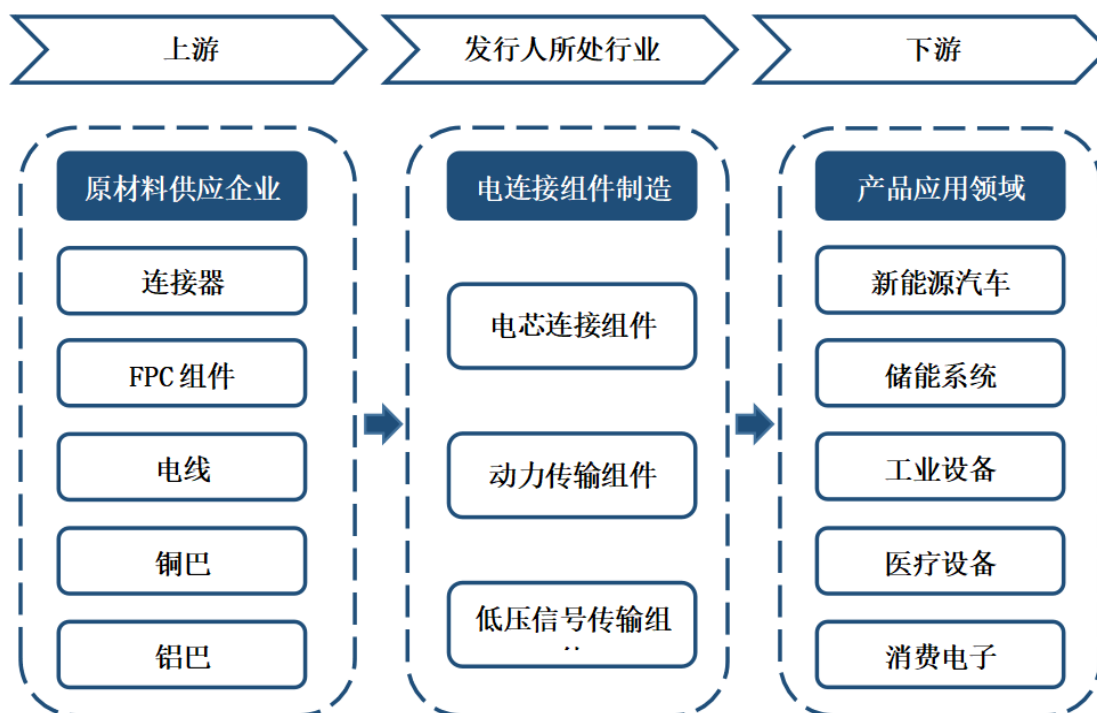 上游
发行人所处行业
下游
原材料供应企业
连接器
FPC 组件
电线
铜巴
铝巴
电连接组件制造
电芯连接组件
动力传输组件
低压信号传输组
产品应用领域
新能源汽车
储能系统
工业设备
医疗设备
消费电子